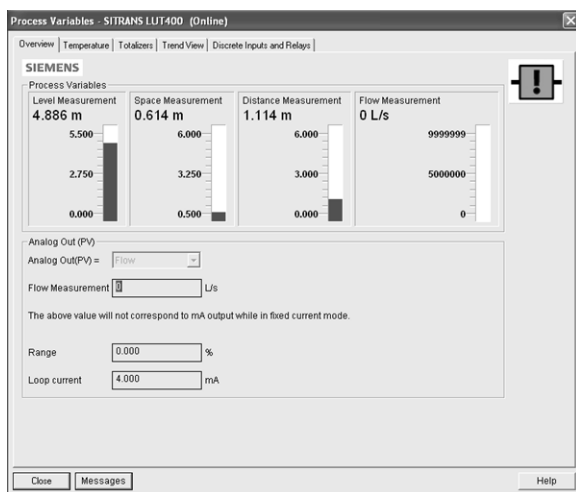 Process Variables - SITRANS LUT400 (Online)
Overview Temperature Totalizers Trend View Discrete Inputs and Relays
SIEMENS
Process Variables
Level Measurement Space Measurement Distance Measurement Flow Measurement
4.886 m 0.614 m 1.114 m 0 L/s
5.500 6.000 6.000 9999999
2.750 3.250 3.000 5000000
0.000 0.500 0.000 0
Analog Out (PV)
Analog Out(PV) = Flow
Flow Measurement 0 L/s
The above value will not correspond to mA output while in fixed current mode.
Range 0.000 %
Loop current 4.000 mA
Close Messages Help